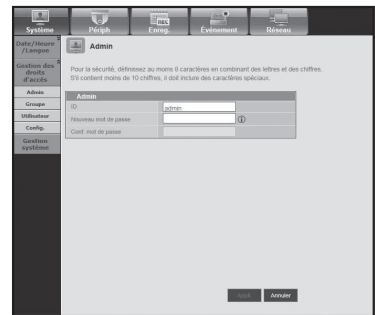 Système Périph Enreg. Événement Réseau
REC
Date/Heure
/Langue
Gestion des
droits
d'accès
Admin
Groupe
Utilisateur
Config.
Gestion
système
Admin
Pour la sécurité, définissez au moins 8 caractères en combinant des lettres et des chiffres.
S'il contient moins de 10 chiffres, il doit inclure des caractères spéciaux.
Admin
ID admin
Nouveau mot de passe
Conf. mot de passe
Appli. Annuler